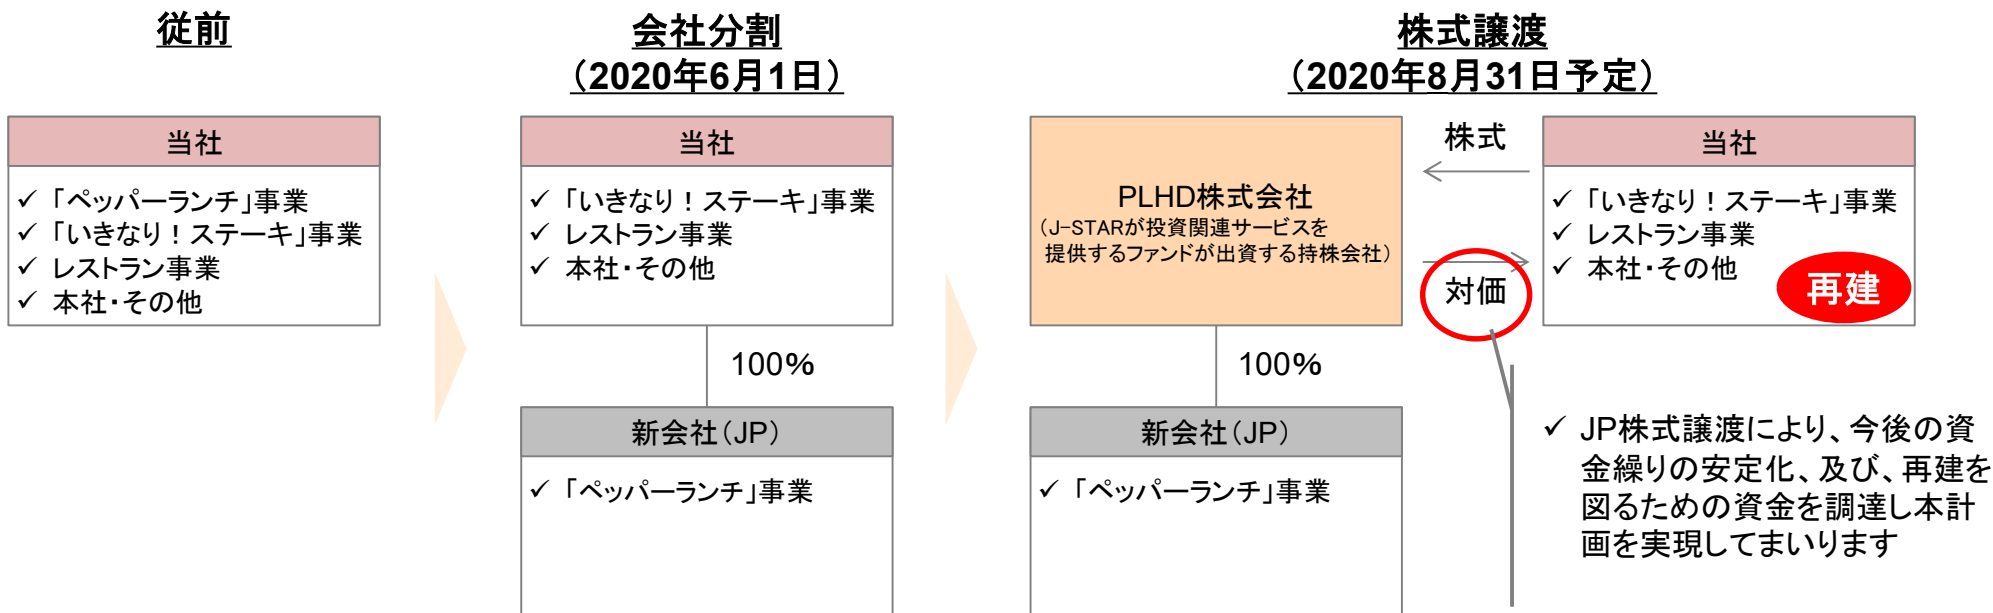 従前
当社
✓ 「ペッパーランチ」事業
✓ 「いきなり！ステーキ」事業
✓ レストラン事業
✓ 本社・その他
会社分割
（2020年6月1日）
当社
✓ 「いきなり！ステーキ」事業
✓ レストラン事業
✓ 本社・その他
100%
新会社（JP）
✓ 「ペッパーランチ」事業
株式譲渡
（2020年8月31日予定）
PLHD株式会社
（J-STARが投資関連サービスを
提供するファンドが出資する持株会社）
株式
対価
当社
✓ 「いきなり！ステーキ」事業
✓ レストラン事業
✓ 本社・その他
再建
100%
新会社（JP）
✓ 「ペッパーランチ」事業
✓ JP株式譲渡により、今後の資
金繰りの安定化、及び、再建を
図るための資金を調達し本計
画を実現してまいります